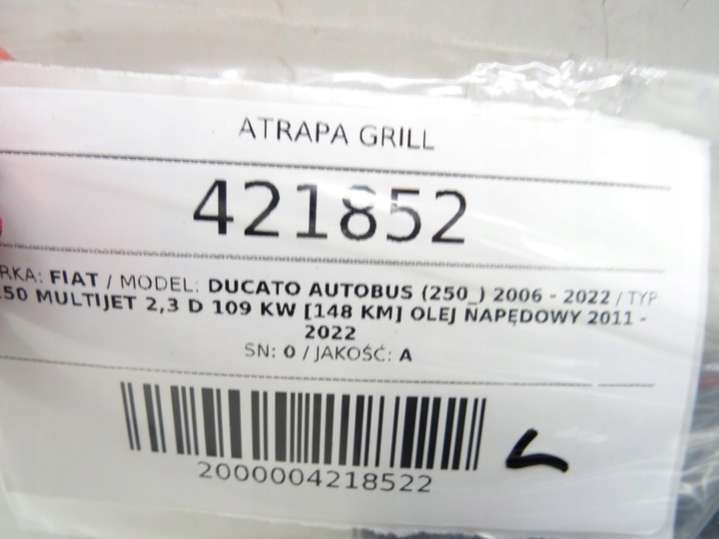 ATRAPA GRILL
421852
RKA: FIAT / MODEL: DUCATO AUTOBUS (250_) 2006 - 2022 / TYP
50 MULTIJET 2,3 D 109 KW [148 KM] OLEJ NAPĘDOWY 2011 -
2022
SN: 0 / JAKOŚĆ: A
2000004218522